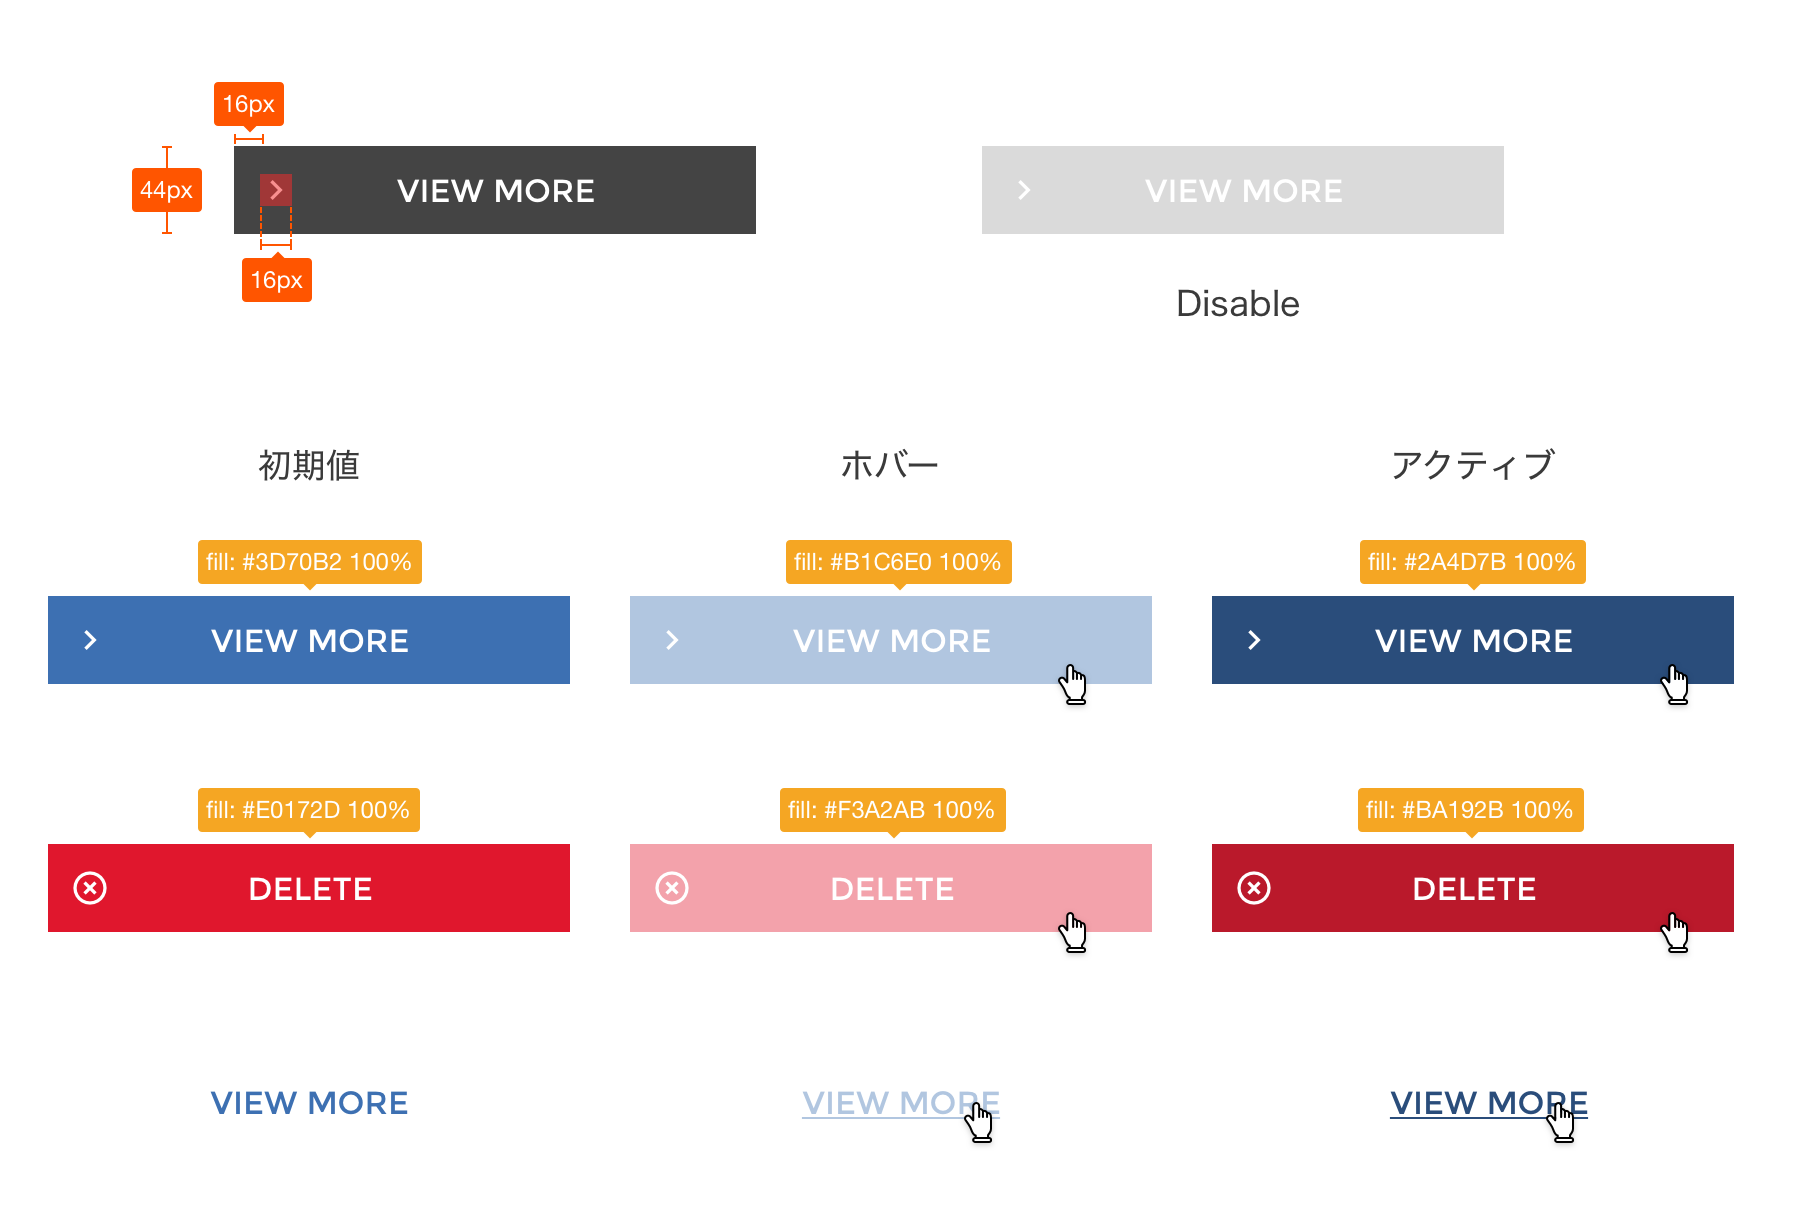 16px
44px
VIEW MORE
VIEW MORE
16px
Disable
初期値
ホバー
アクティブ
fill: #3D70B2 100%
fill: #B1C6E0 100%
fill: #2A4D7B 100%
VIEW MORE
VIEW MORE
VIEW MORE
fill: #E0172D 100%
fill: #F3A2AB 100%
fill: #BA192B 100%
DELETE
DELETE
DELETE
VIEW MORE
VIEW MORE
VIEW MORE